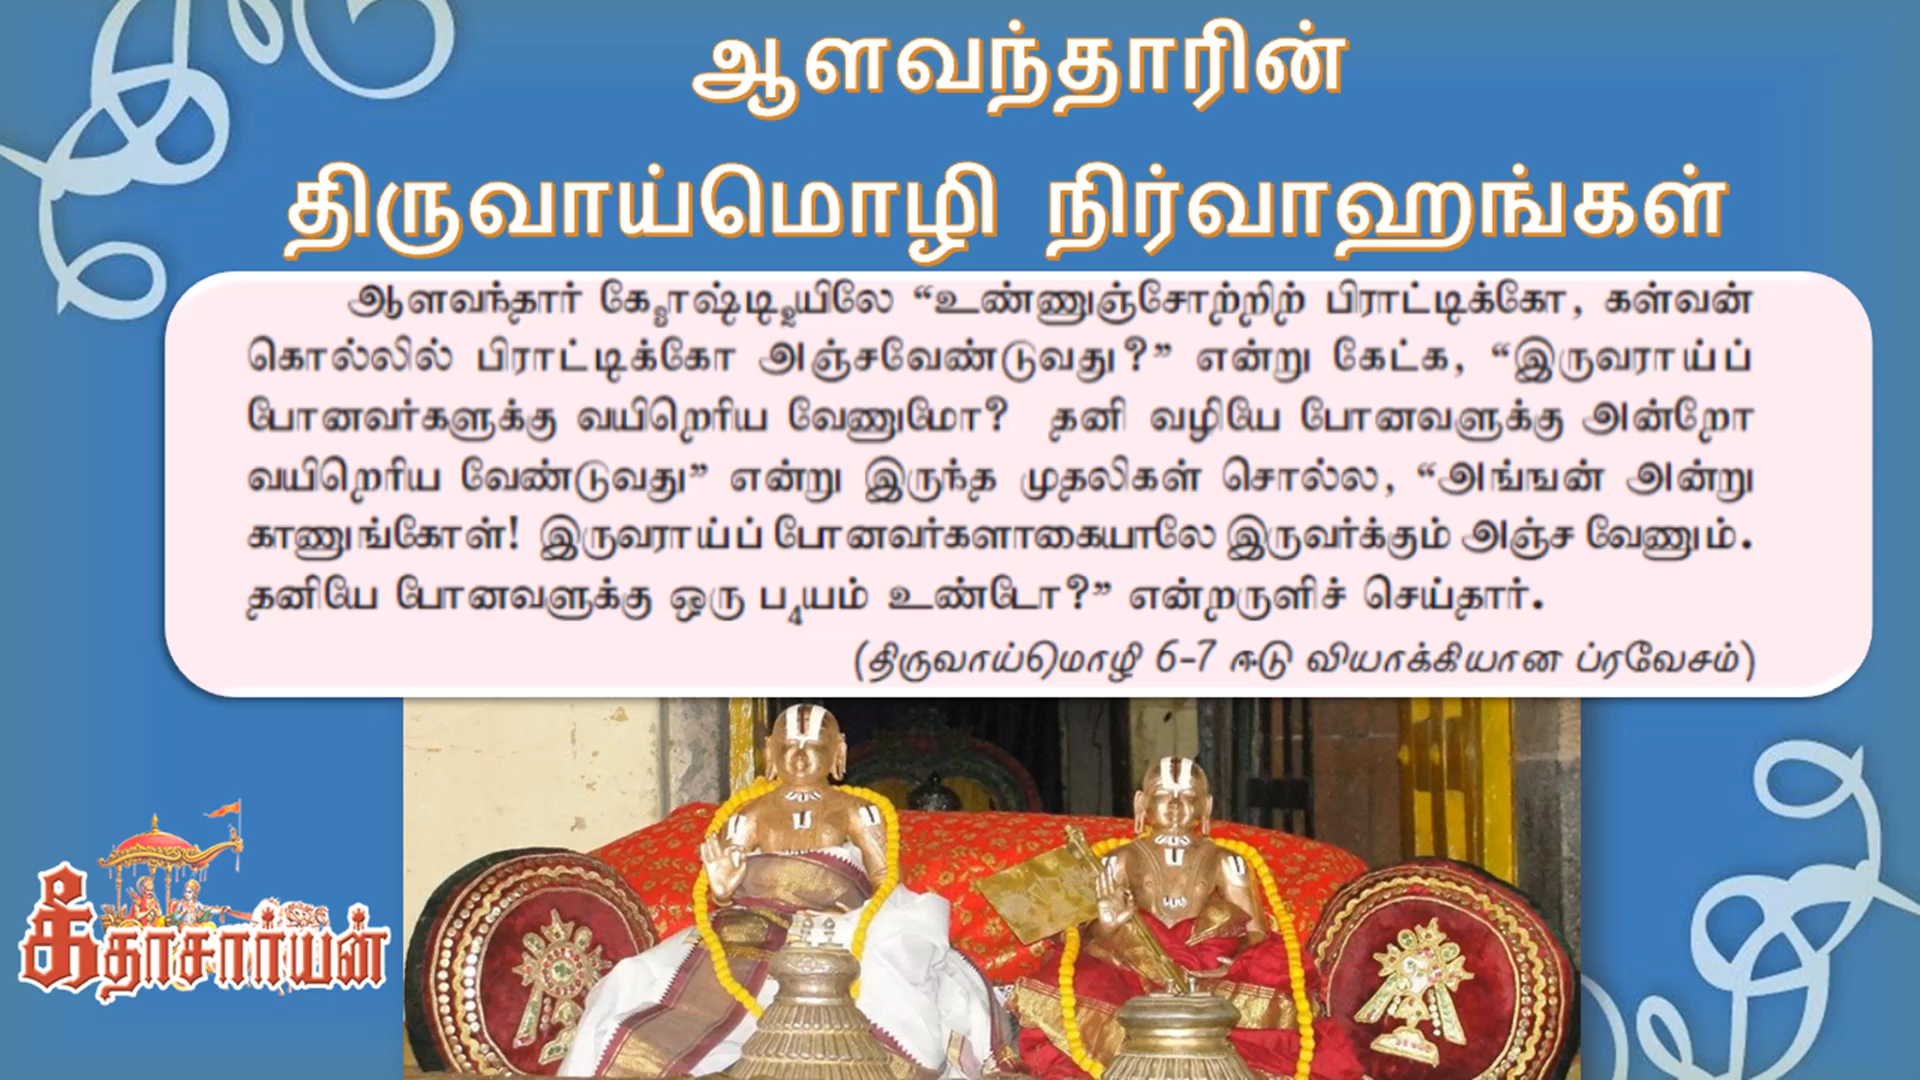 ஆளவந்தாரின்
திருவாய்மொழி நிர்வாஹங்கள்
ஆளவந்தார் கே₃ாஷ்டி₂யிலே “உண்ணுஞ்சோற்றிற் பிராட்டிக்கோ, கள்வன்
கொல்லில் பிராட்டிக்கோ அஞ்சவேண்டுவது?” என்று கேட்க, “இருவராய்ப்
போனவர்களுக்கு வயிறெரிய வேணுமோ? தனி வழியே போனவளுக்கு அன்றோ
வயிறெரிய வேண்டுவது” என்று இருந்த முதலிகள் சொல்ல, “அங்ஙன் அன்று
காணுங்கோள்! இருவராய்ப் போனவர்களாகையாலே இருவர்க்கும் அஞ்ச வேணும்.
தனியே போனவளுக்கு ஒரு ப₄யம் உண்டோ?” என்றருளிச் செய்தார்.
(திருவாய்மொழி 6-7 ஈடு வியாக்கியான ப்ரவேசம்)
கீதாசார்யன்